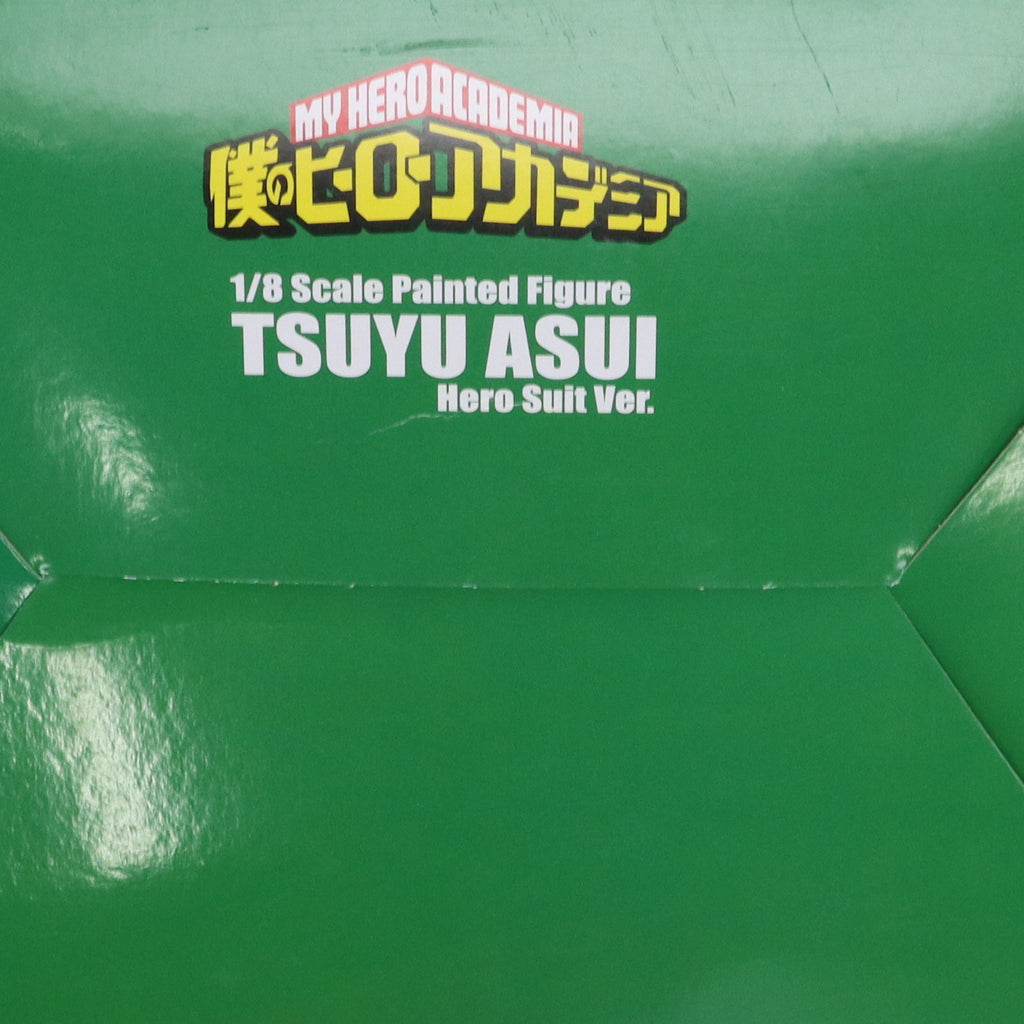 MY HERO ACADEMIA
僕のヒーローアカデミア
1/8 Scale Painted Figure
TSUYU ASUI
Hero Suit Ver.